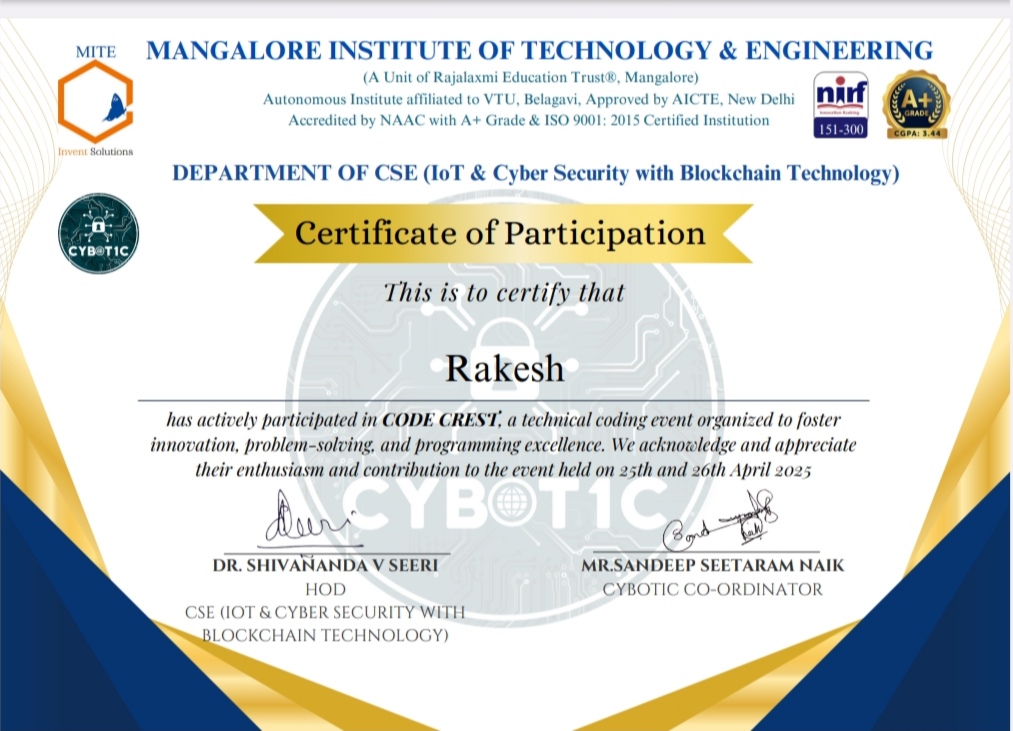 MITE
MANGALORE INSTITUTE OF TECHNOLOGY & ENGINEERING
(A Unit of Rajalaxmi Education Trust®, Mangalore)
Autonomous Institute affiliated to VTU, Belagavi, Approved by AICTE, New Delhi
Accredited by NAAC with A+ Grade & ISO 9001: 2015 Certified Institution
Invent Solutions
nirf
151-300
A+
GRADE
CGPA: 3.44
DEPARTMENT OF CSE (IoT & Cyber Security with Blockchain Technology)
CYBOT1C
Certificate of Participation
This is to certify that
Rakesh
has actively participated in CODE CREST, a technical coding event organized to foster
innovation, problem-solving, and programming excellence. We acknowledge and appreciate
their enthusiasm and contribution to the event held on 25th and 26th April 2025
CYBOT1C
DR. SHIVANANDA V SEERI
HOD
CSE (IOT & CYBER SECURITY WITH
BLOCKCHAIN TECHNOLOGY)
MR.SANDEEP SEETARAM NAIK
CYBOTIC CO-ORDINATOR